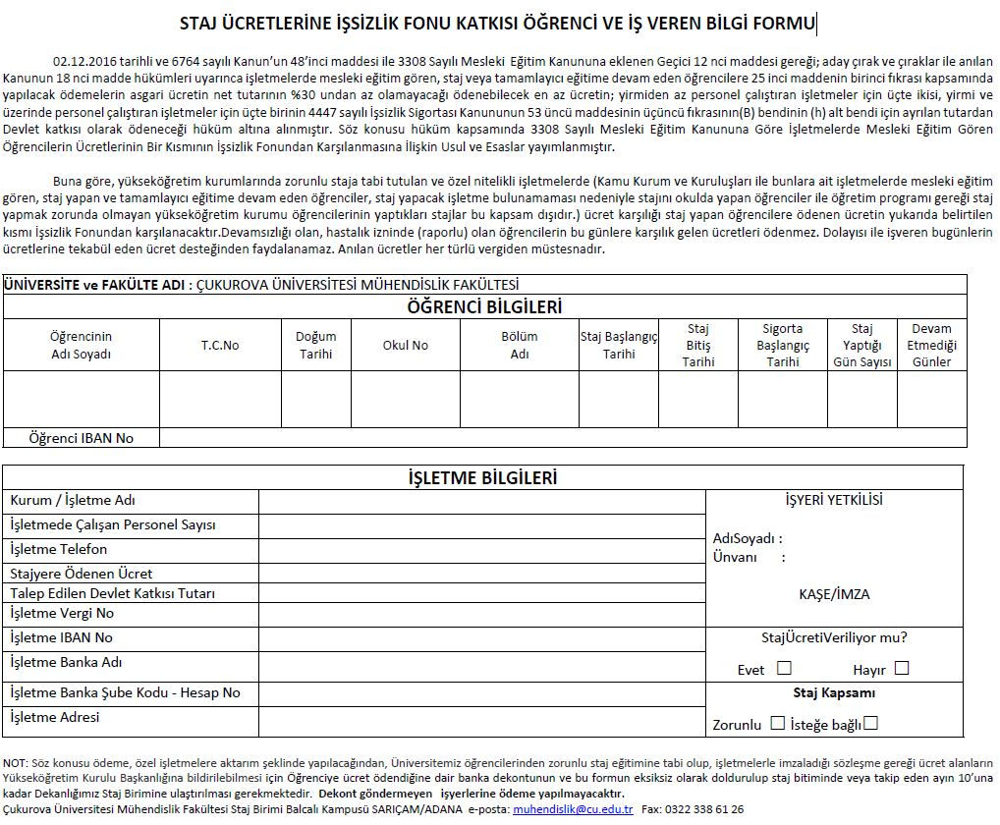 STAJ ÜCRETLERİNE İŞSİZLİK FONU KATKISI ÖĞRENCİ VE İŞ VEREN BİLGİ FORMU
02.12.2016 tarihli ve 6764 sayılı Kanun'un 48'inci maddesi ile 3308 Sayılı Mesleki Eğitim Kanununa eklenen Geçici 12 nci maddesi gereği; aday çırak ve çıraklar ile anılan
Kanunun 18 nci madde hükümleri uyarınca işletmelerde mesleki eğitim gören, staj veya tamamlayıcı eğitime devam eden öğrencilere 25 inci maddenin birinci fıkrası kapsamında
yapılacak ödemelerin asgari ücretin net tutarının %30 undan az olamayacağı ödenebilecek en az ücretin; yirmiden az personel çalıştıran işletmeler için üçte ikisi, yirmi ve
üzerinde personel çalıştıran işletmeler için üçte birinin 4447 sayılı İşsizlik Sigortası Kanununun 53 üncü maddesinin üçüncü fıkrasının(B) bendinin (h) alt bendi için ayrılan tutardan
Devlet katkısı olarak ödeneceği hüküm altına alınmıştır. Söz konusu hüküm kapsamında 3308 Sayılı Mesleki Eğitim Kanununa Göre İşletmelerde Mesleki Eğitim Gören
Öğrencilerin Ücretlerinin Bir Kısmının İşsizlik Fonundan Karşılanmasına İlişkin Usul ve Esaslar yayımlanmıştır.
Buna göre, yükseköğretim kurumlarında zorunlu staja tabi tutulan ve özel nitelikli işletmelerde (Kamu Kurum ve Kuruluşları ile bunlara ait işletmelerde mesleki eğitim
gören, staj yapan ve tamamlayıcı eğitime devam eden öğrenciler, staj yapacak işletme bulunamaması nedeniyle stajını okulda yapan öğrenciler ile öğretim programı gereği staj
yapmak zorunda olmayan yükseköğretim kurumu öğrencilerinin yaptıkları stajlar bu kapsam dışıdır.) ücret karşılığı staj yapan öğrencilere ödenen ücretin yukarıda belirtilen
kısmı İşsizlik Fonundan karşılanacaktır.Devamsızlığı olan, hastalık izninde (raporlu) olan öğrencilerin bu günlere karşılık gelen ücretleri ödenmez. Dolayısı ile işveren bugünlerin
ücretlerine tekabül eden ücret desteğinden faydalanamaz. Anılan ücretler her türlü vergiden müstesnadır.
ÜNİVERSİTE ve FAKÜLTE ADI : ÇUKUROVA ÜNİVERSİTESİ MÜHENDİSLİK FAKÜLTESİ
ÖĞRENCİ BİLGİLERİ
Öğrencinin
Adı Soyadı
T.C.No
Doğum
Tarihi
Okul No
Bölüm
Adı
Staj Başlangıç
Tarihi
Staj
Bitiş
Tarihi
Sigorta
Başlangıç
Tarihi
Staj
Yaptığı
Gün Sayısı
Devam
Etmediği
Günler
Öğrenci IBAN No
İŞLETME BİLGİLERİ
Kurum / İşletme Adı
İşletmede Çalışan Personel Sayısı
İşletme Telefon
Stajyere Ödenen Ücret
Talep Edilen Devlet Katkısı Tutarı
İşletme Vergi No
İşletme IBAN No
İşletme Banka Adı
İşletme Banka Şube Kodu - Hesap No
İşletme Adresi
İŞYERİ YETKİLİSİ
AdıSoyadı :
Ünvanı :
KAŞE/İMZA
StajÜcretiVeriliyor mu?
Evet ☐ Hayır ☐
Staj Kapsamı
Zorunlu ☐ İsteğe bağlı☐
NOT: Söz konusu ödeme, özel işletmelere aktarım şeklinde yapılacağından, Üniversitemiz öğrencilerinden zorunlu staj eğitimine tabi olup, işletmelerle imzaladığı sözleşme gereği ücret alanların
Yükseköğretim Kurulu Başkanlığına bildirilebilmesi için Öğrenciye ücret ödendiğine dair banka dekontunun ve bu formun eksiksiz olarak doldurulup staj bitiminde veya takip eden ayın 10'una
kadar Dekanlığımız Staj Birimine ulaştırılması gerekmektedir. Dekont göndermeyen işyerlerine ödeme yapılmayacaktır.
Çukurova Üniversitesi Mühendislik Fakültesi Staj Birimi Balcalı Kampusü SARIÇAM/ADANA e-posta: muhendislik@cu.edu.tr Fax: 0322 338 61 26